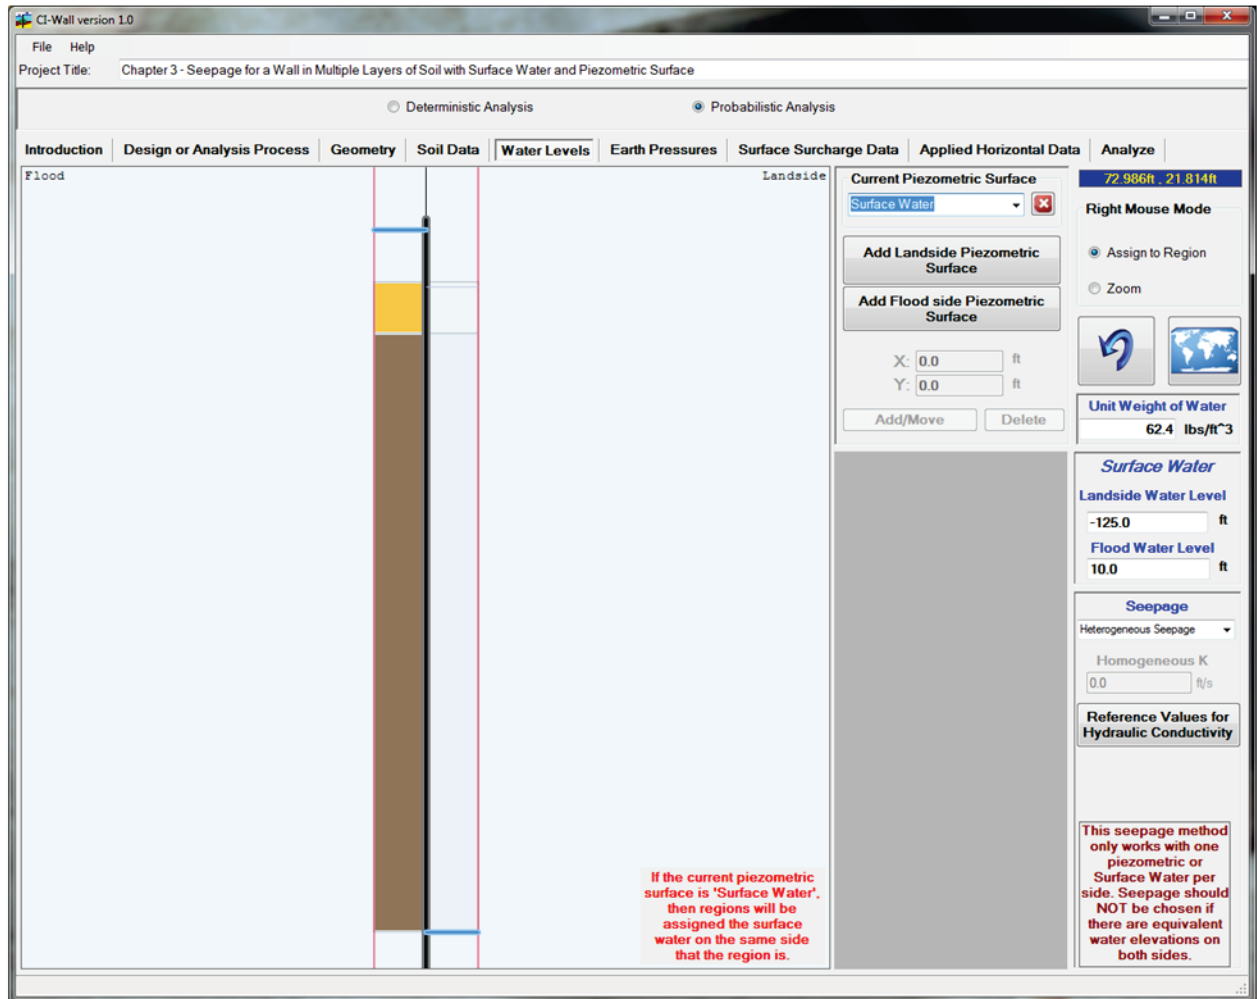 CI-Wall version 1.0
File Help
Project Title: Chapter 3 - Seepage for a Wall in Multiple Layers of Soil with Surface Water and Piezometric Surface
Deterministic Analysis Probabilistic Analysis
Introduction Design or Analysis Process Geometry Soil Data Water Levels Earth Pressures Surface Surcharge Data Applied Horizontal Data Analyze
Flood Landside
Current Piezometric Surface
Surface Water
Add Landside Piezometric
Surface
Add Flood side Piezometric
Surface
X: 0.0 ft
Y: 0.0 ft
Add/Move Delete
72.986ft , 21.814ft
Right Mouse Mode
Assign to Region
Zoom
Unit Weight of Water
62.4 lbs/ft^3
Surface Water
Landside Water Level
-125.0 ft
Flood Water Level
10.0 ft
Seepage
Heterogeneous Seepage
Homogeneous K
0.0 ft/s
Reference Values for
Hydraulic Conductivity
This seepage method
only works with one
piezometric or
Surface Water per
side. Seepage should
NOT be chosen if
there are equivalent
water elevations on
both sides.
If the current piezometric
surface is 'Surface Water',
then regions will be
assigned the surface
water on the same side
that the region is.